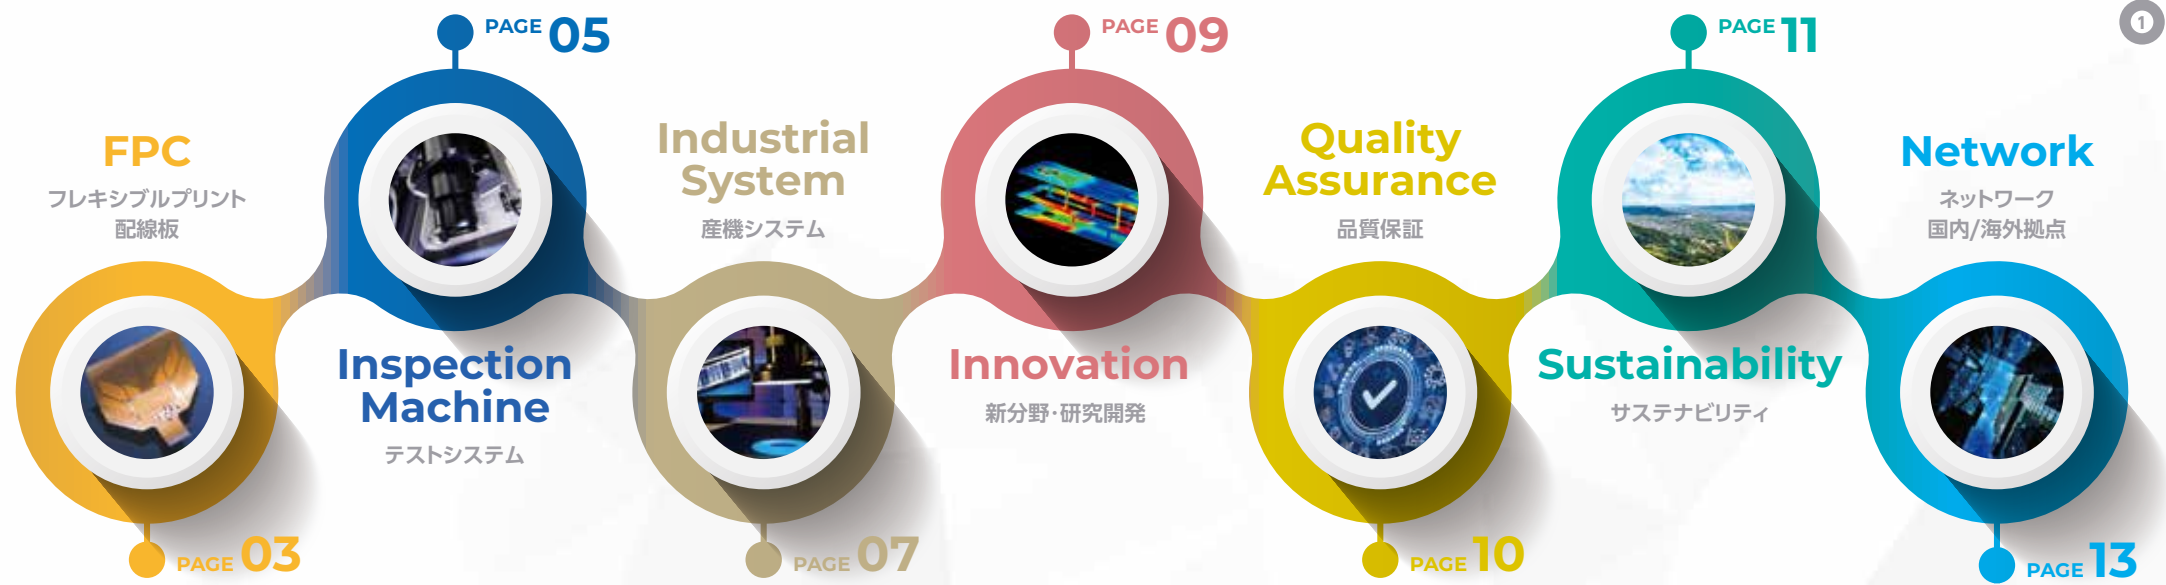 1
FPC
フレキシブルプリント
配線板
PAGE 03
PAGE 05
Inspection
Machine
テストシステム
Industrial
System
産機システム
PAGE 07
PAGE 09
Innovation
新分野・研究開発
Quality
Assurance
品質保証
PAGE 10
PAGE 11
Sustainability
サステナビリティ
Network
ネットワーク
国内/海外拠点
PAGE 13